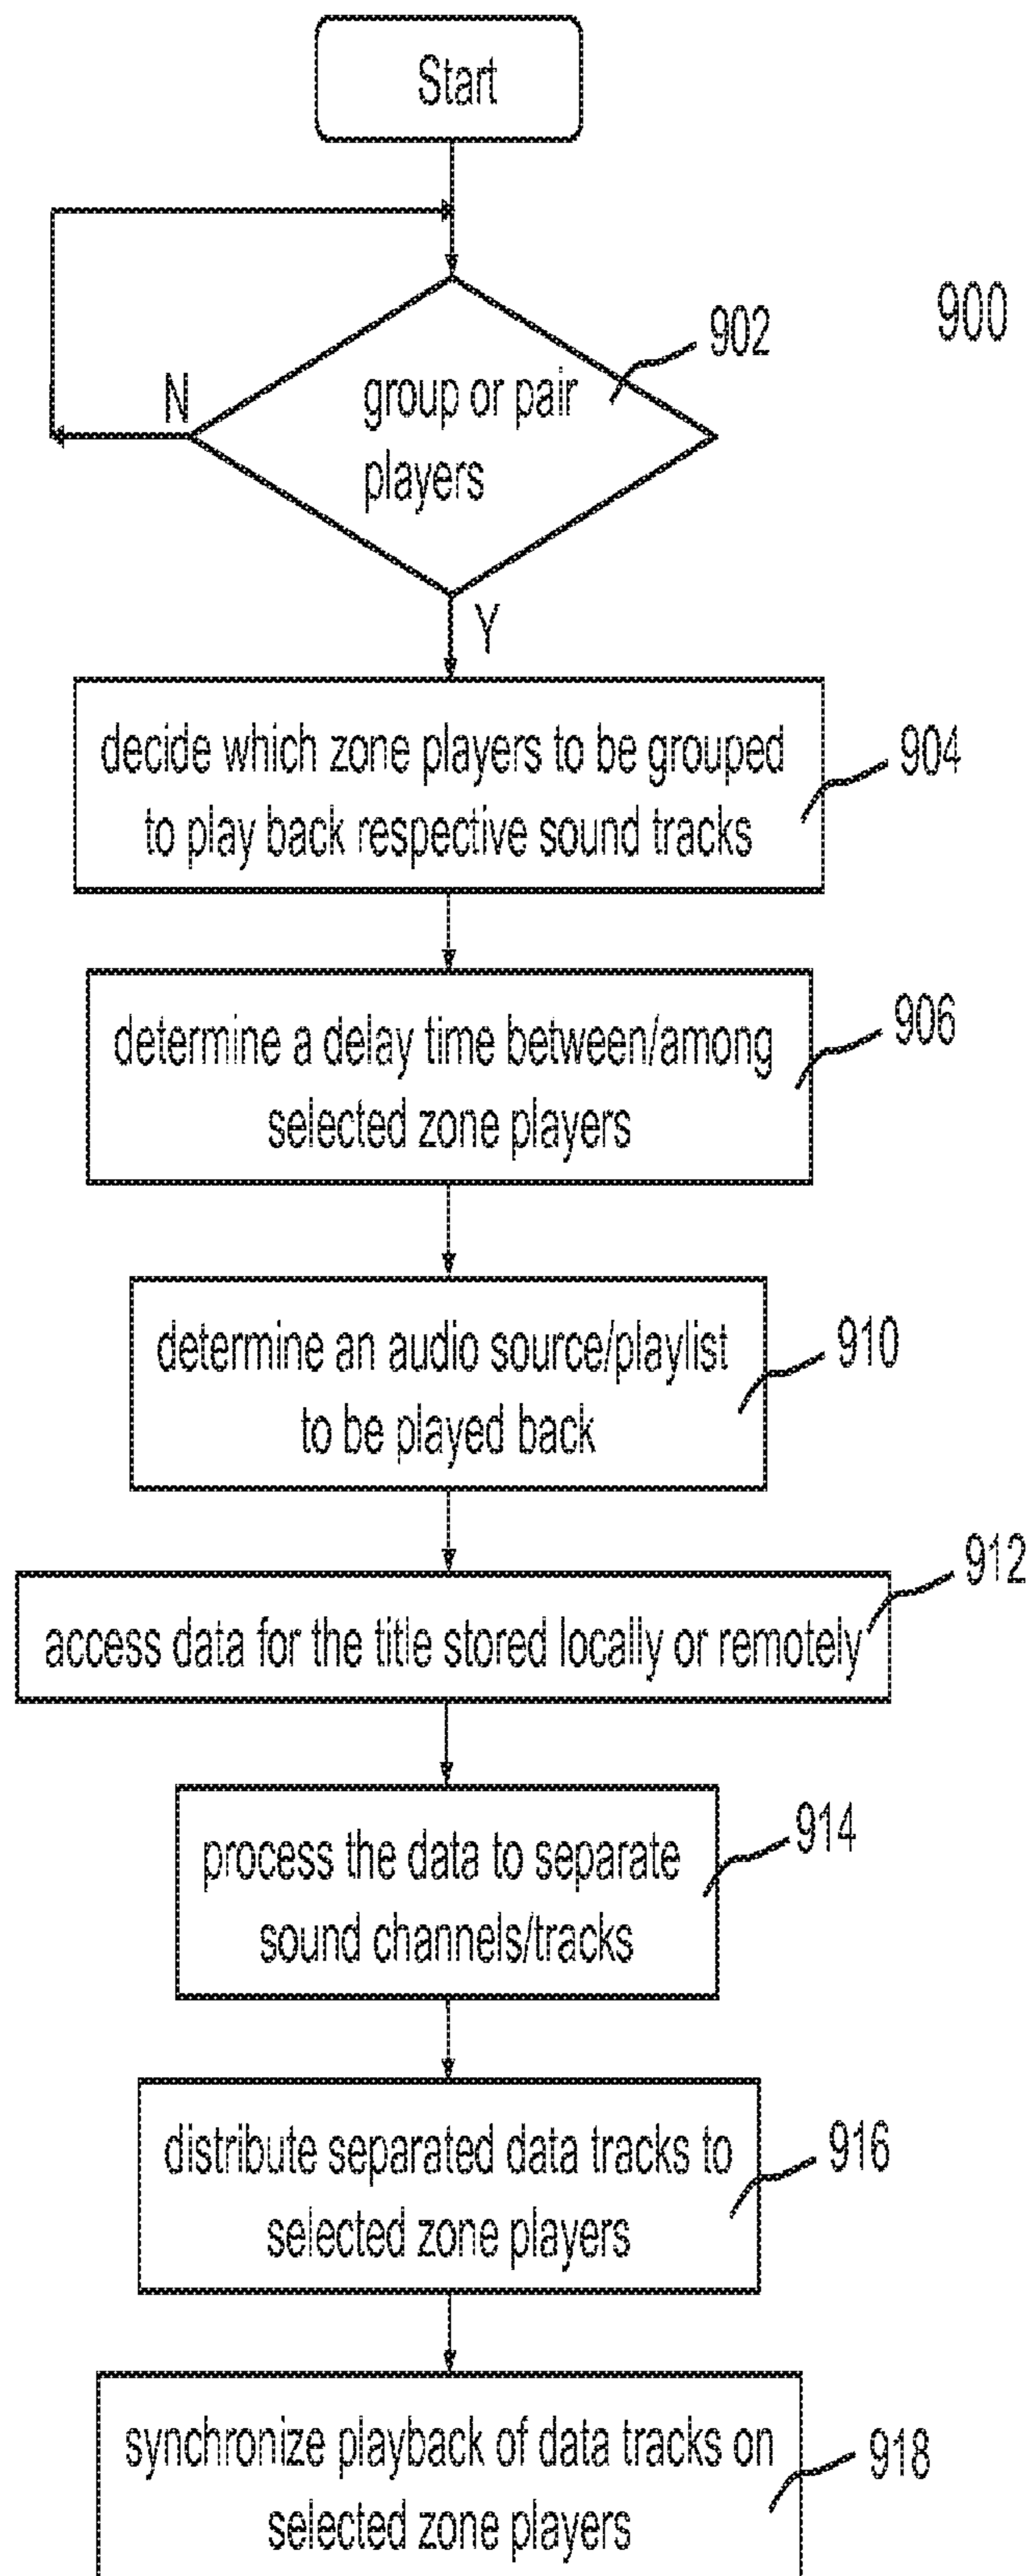 Start
900
902
N
group or pair
players
Y
decide which zone players to be grouped
to play back respective sound tracks
904
determine a delay time between/among
selected zone players
906
determine an audio source/playlist
to be played back
910
912
access data for the title stored locally or remotely
process the data to separate
sound channels/tracks
914
distribute separated data tracks to
selected zone players
916
synchronize playback of data tracks on
selected zone players
918